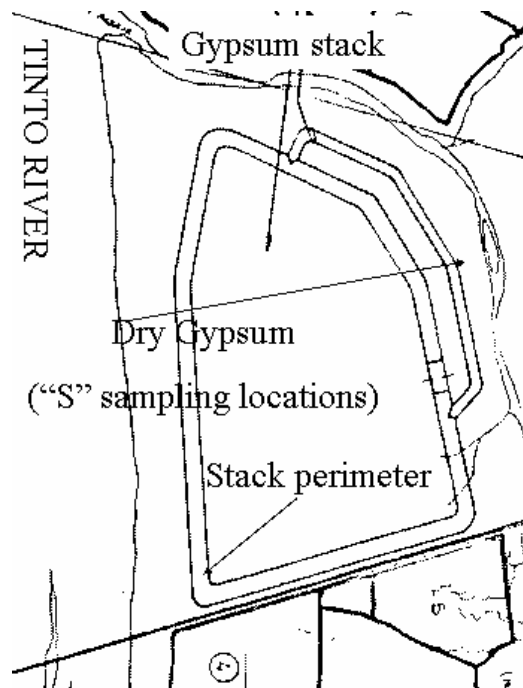 Gypsum stack
TINTO RIVER
Dry Gypsum
(“S” sampling locations)
Stack perimeter